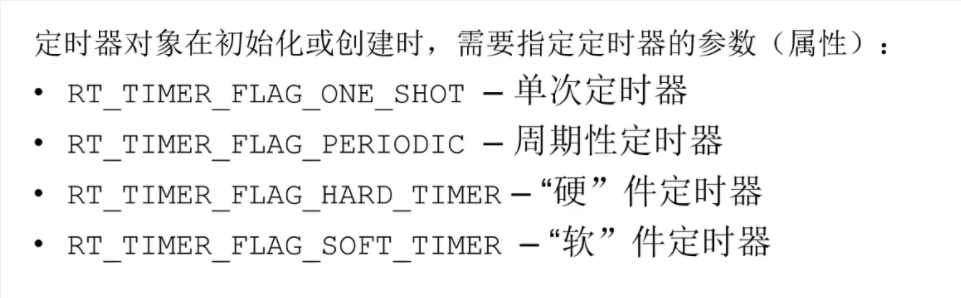 定时器对象在初始化或创建时，需要指定定时器的参数（属性）：
• RT_TIMER_FLAG_ONE_SHOT – 单次定时器
• RT_TIMER_FLAG_PERIODIC – 周期性定时器
• RT_TIMER_FLAG_HARD_TIMER – “硬”件定时器
• RT_TIMER_FLAG_SOFT_TIMER – “软”件定时器